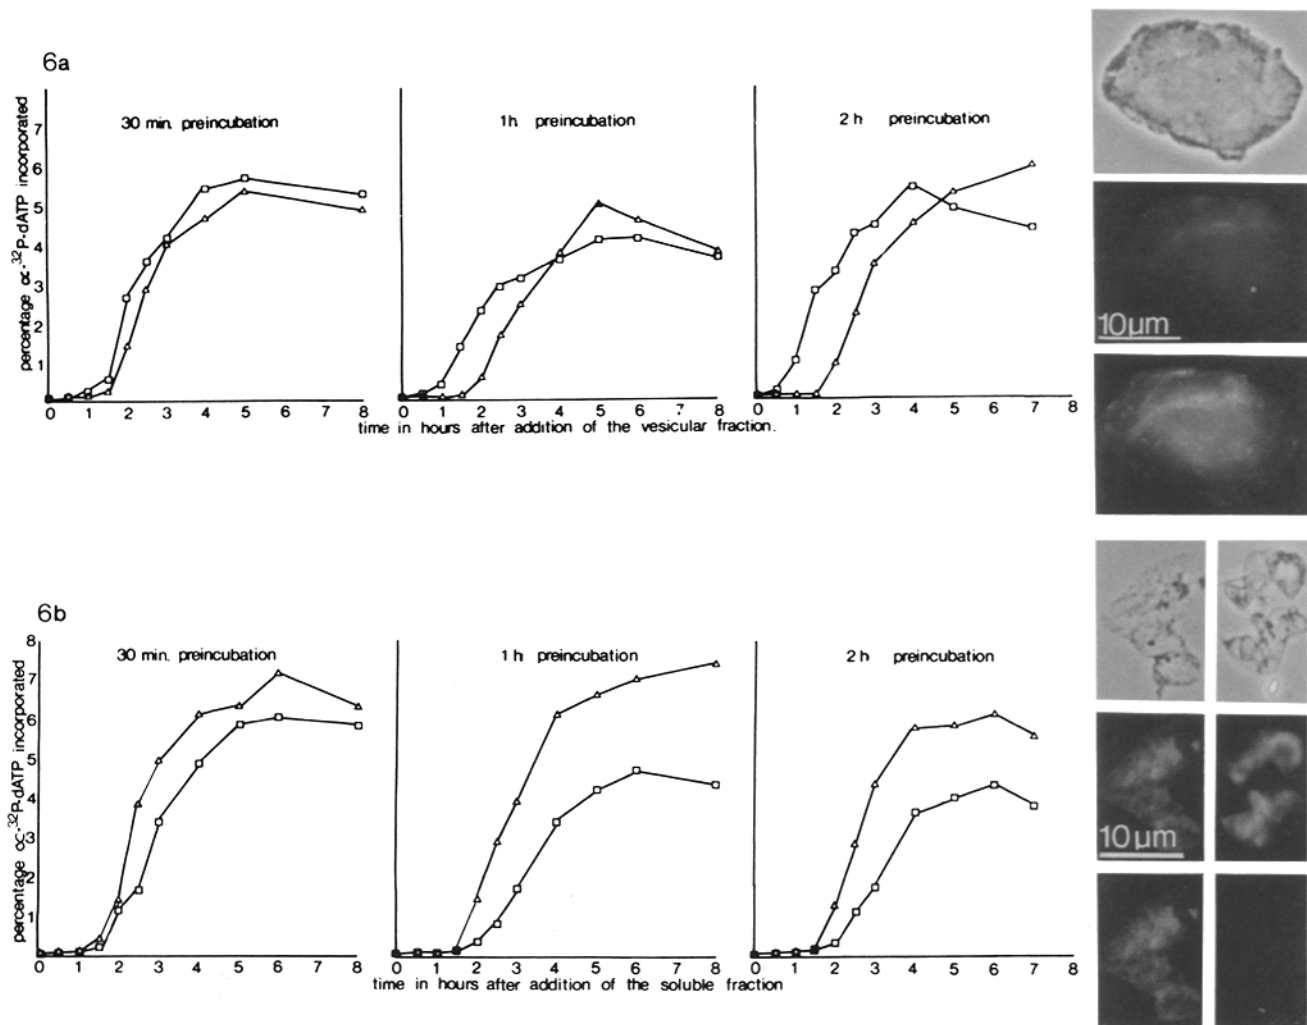 6a
30 min. preincubation
1h. preincubation
2 h preincubation
percentage ∝-³²P-dATP incorporated
7
6
5
4
3
2
1
0 1 2 3 4 5 6 7 8
0 1 2 3 4 5 6 7 8
0 1 2 3 4 5 6 7 8
time in hours after addition of the vesicular fraction.
10µm
6b
30 min. preincubation
1 h preincubation
2 h preincubation
percentage ∝-³²P-dATP incorporated
8
7
6
5
4
3
2
1
0 1 2 3 4 5 6 7 8
0 1 2 3 4 5 6 7 8
0 1 2 3 4 5 6 7 8
time in hours after addition of the soluble fraction
10µm